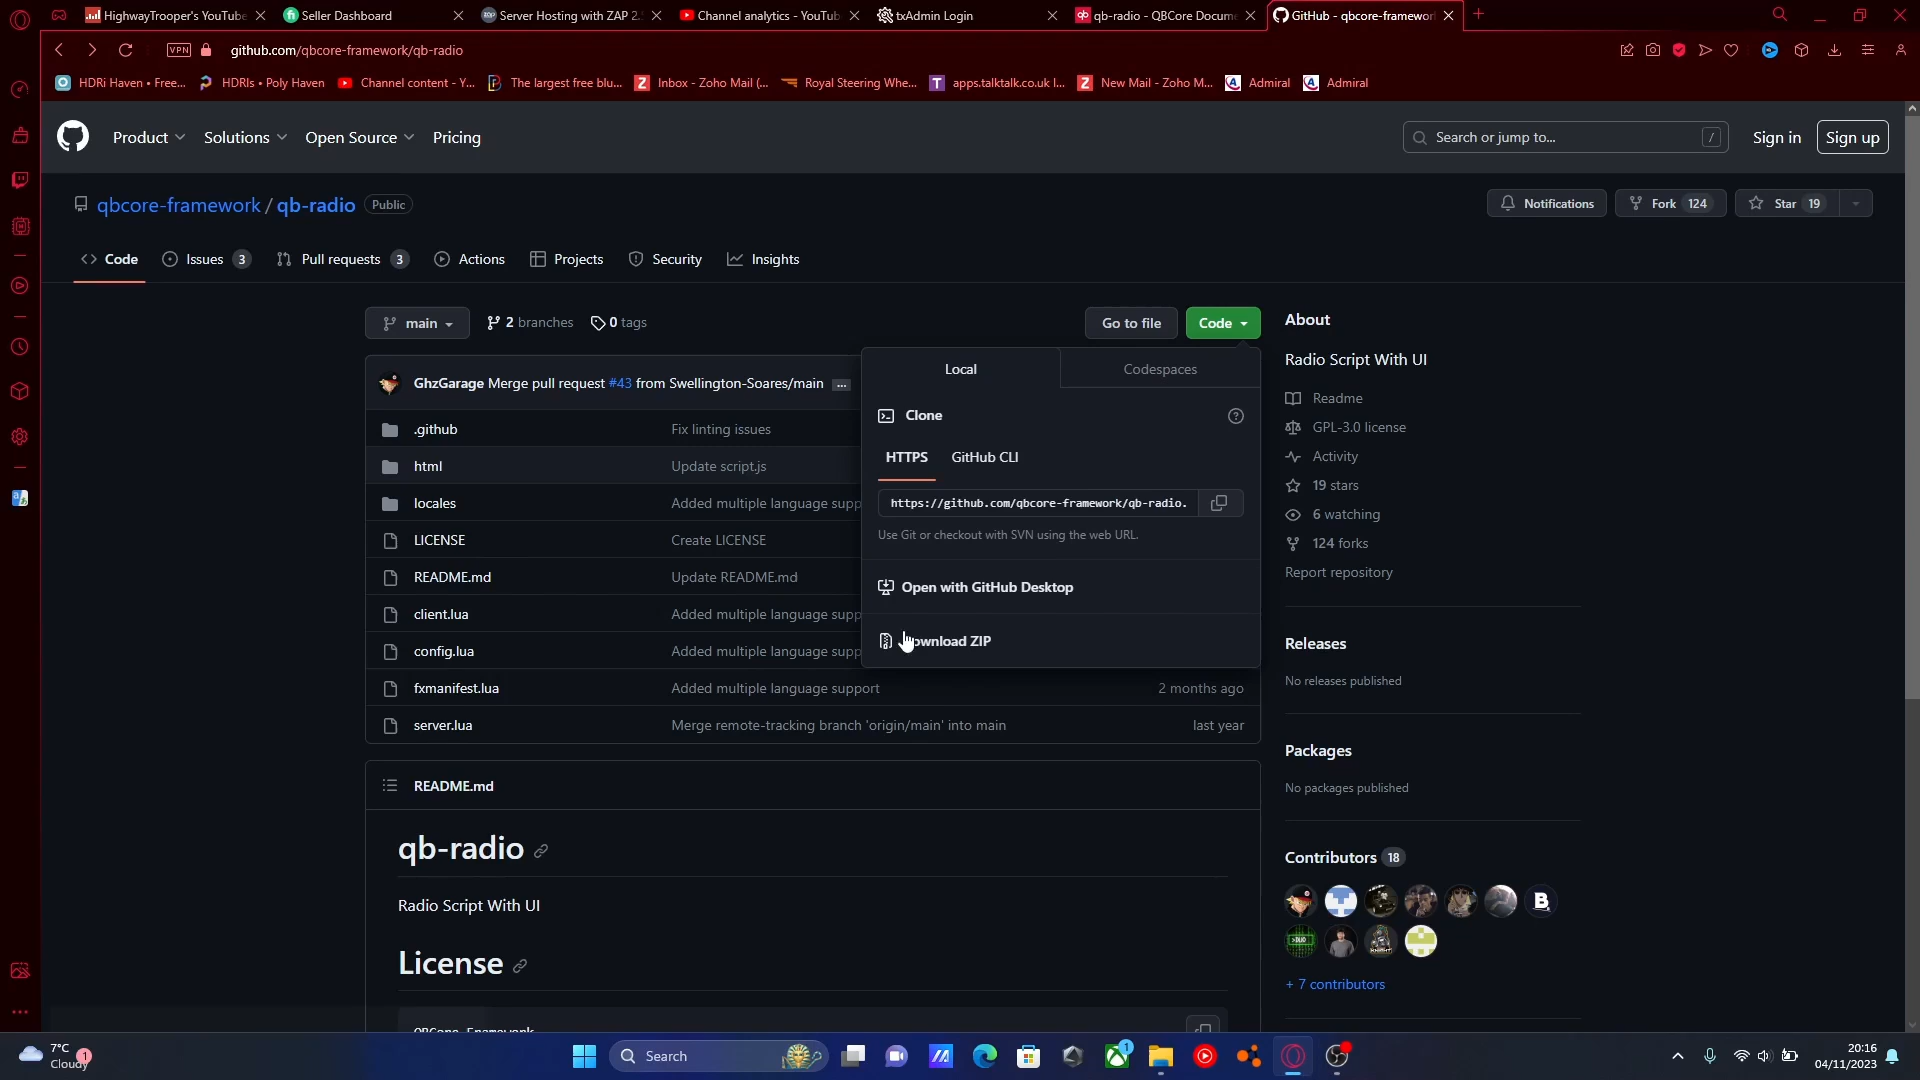 HighwayTrooper's YouTube
Seller Dashboard
Server Hosting with ZAP 2.
Channel analytics - YouTub
txAdmin Login
qb-radio - QBCore Docume
GitHub - qbcore-framewor
VPN
github.com/qbcore-framework/qb-radio
HDRi Haven • Free...
HDRIs • Poly Haven
Channel content - Y...
The largest free blu...
Inbox - Zoho Mail (...
Royal Steering Whe...
apps.talktalk.co.uk l...
New Mail - Zoho M...
Admiral
Admiral
Product
Solutions
Open Source
Pricing
Search or jump to...
/
Sign in
Sign up
qbcore-framework / qb-radio
Public
Notifications
Fork 124
Star 19
Code
Issues 3
Pull requests 3
Actions
Projects
Security
Insights
main
2 branches
0 tags
Go to file
Code
GhzGarage Merge pull request #43 from Swellington-Soares/main ...
.github
Fix linting issues
html
Update script.js
locales
Added multiple language supp
LICENSE
Create LICENSE
README.md
Update README.md
client.lua
Added multiple language supp
config.lua
Added multiple language supp
fxmanifest.lua
Added multiple language support
2 months ago
server.lua
Merge remote-tracking branch 'origin/main' into main
last year
Local
Codespaces
Clone
HTTPS
GitHub CLI
https://github.com/qbcore-framework/qb-radio.
Use Git or checkout with SVN using the web URL.
Open with GitHub Desktop
ownload ZIP
README.md
qb-radio
Radio Script With UI
License
QBCore Framework
About
Radio Script With UI
Readme
GPL-3.0 license
Activity
19 stars
6 watching
124 forks
Report repository
Releases
No releases published
Packages
No packages published
Contributors 18
B
+ 7 contributors
7°C
Cloudy
1
Search
1
20:16
04/11/2023